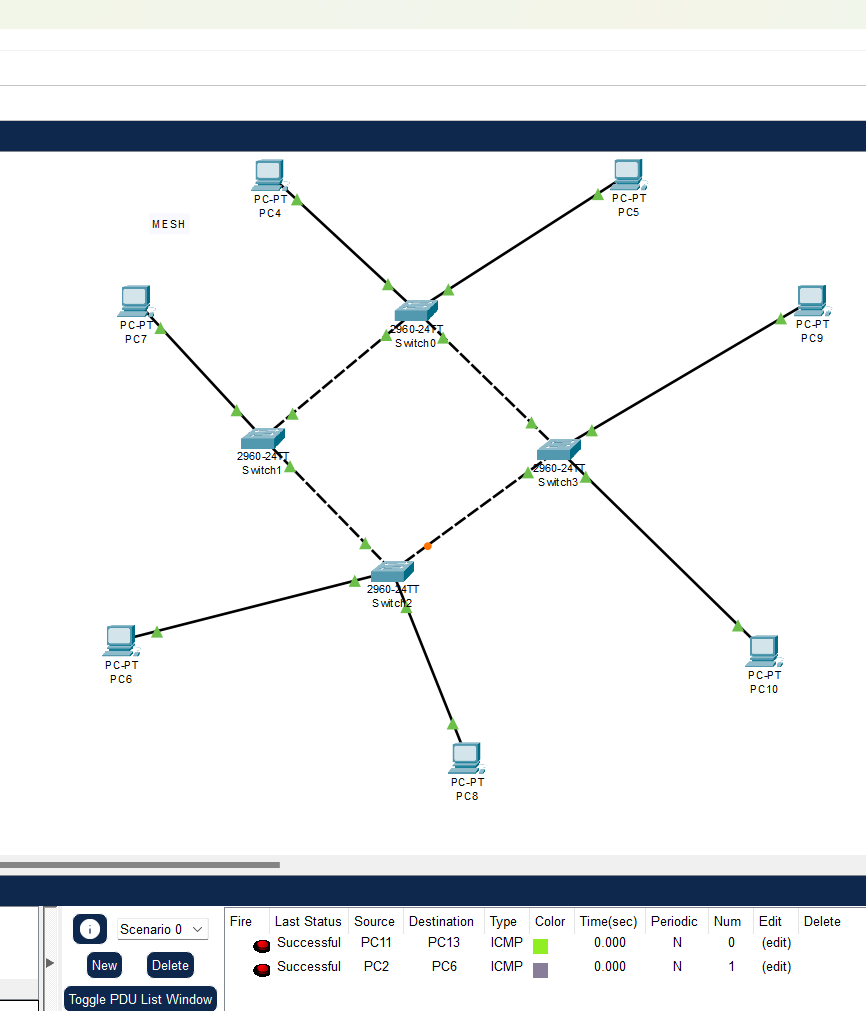 PC-PT
PC4
PC-PT
PC5
MESH
PC-PT
PC7
PC-PT
PC9
2960-24TT
Switch0
2960-24TT
Switch1
2960-24TT
Switch3
2960-24TT
Switch2
PC-PT
PC6
PC-PT
PC10
PC-PT
PC8
Scenario 0
New Delete
Toggle PDU List Window
Fire Last Status Source Destination Type Color Time(sec) Periodic Num Edit Delete
Successful PC11 PC13 ICMP 0.000 N 0 (edit)
Successful PC2 PC6 ICMP 0.000 N 1 (edit)